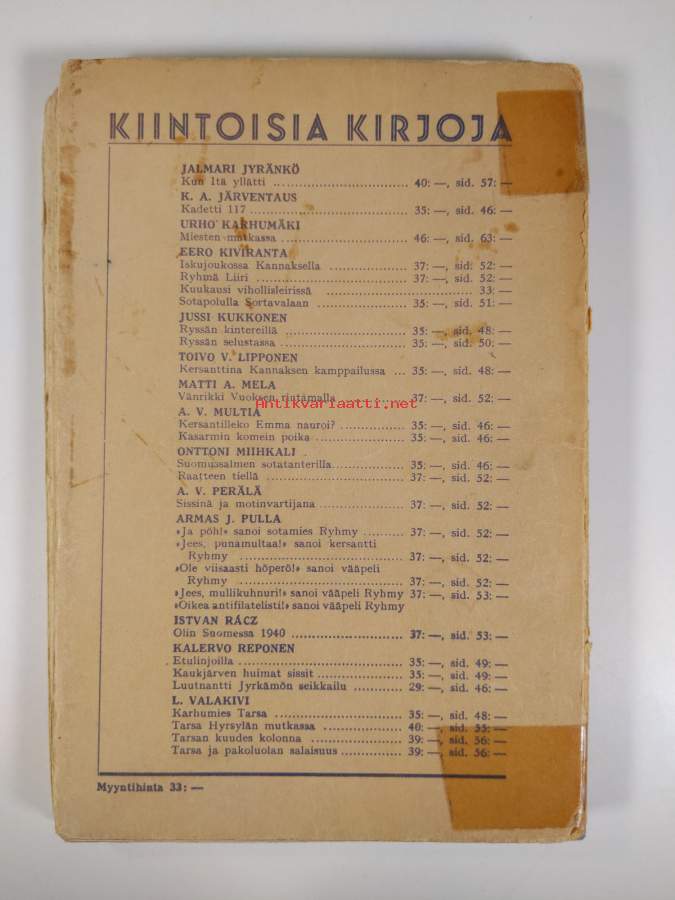 KIINTOISIA KIRJOJA
JALMARI JYRÄNKÖ
Kun Itä yllätti 40: —, sid. 57: —
K. A. JÄRVENTAUS
Kadetti 117 35: —, sid. 46: —
URHO KARHUMÄKI
Miesten matkassa 46: —, sid. 63: —
EERO KIVIRANTA
Iskujoukossa Kannaksella 37: —, sid. 52: —
Ryhmä Liiri 37: —, sid. 52: —
Kuukausi vihollisleirissä 33: —
Sotapolulla Sortavalaan 35: —, sid. 51: —
JUSSI KUKKONEN
Ryssän kintereillä 35: —, sid. 48: —
Ryssän selustassa 35: —, sid. 50: —
TOIVO V. LIPPONEN
Kersanttina Kannaksen kamppailussa ... 35: —, sid. 48: —
MATTI A. MELA
Vänrikki Vuoksen rintamalla 37: —, sid. 52: —
Antikvariaatti.net
A. V. MULTIA
Kersantilleko Emma nauroi? 35: —, sid. 46: —
Kasarmin komein poika 35: —, sid. 46: —
ONTTONI MIIHKALI
Suomussalmen sotatanterilla 35: —, sid. 46: —
Raatteen tiellä 37: —, sid. 52: —
A. V. PERÄLÄ
Sissinä ja motinvartijana 37: —, sid. 52: —
ARMAS J. PULLA
»Ja pöh!» sanoi sotamies Ryhmy 37: —, sid. 52: —
»Jees, punamultaa!» sanoi kersantti
Ryhmy 37: —, sid. 52: —
»Ole viisaasti höperö!» sanoi vääpeli
Ryhmy 37: —, sid. 52: —
»Jees, mullikuhnuri!» sanoi vääpeli Ryhmy 37: —, sid. 53: —
»Oikea antifilatelisti!» sanoi vääpeli Ryhmy
ISTVAN RÁCZ
Olin Suomessa 1940 37: —, sid. 53: —
KALERVO REPONEN
Etulinjoilla 35: —, sid. 49: —
Kaukjärven huimat sissit 35: —, sid. 49: —
Luutnantti Jyrkämön seikkailu 29: —, sid. 46: —
L. VALAKIVI
Karhumies Tarsa 35: —, sid. 48: —
Tarsa Hyrsylän mutkassa 40: —, sid. 55: —
Tarsan kuudes kolonna 39: —, sid. 56: —
Tarsa ja pakoluolan salaisuus 39: —, sid. 56: —
Myyntihinta 33: —